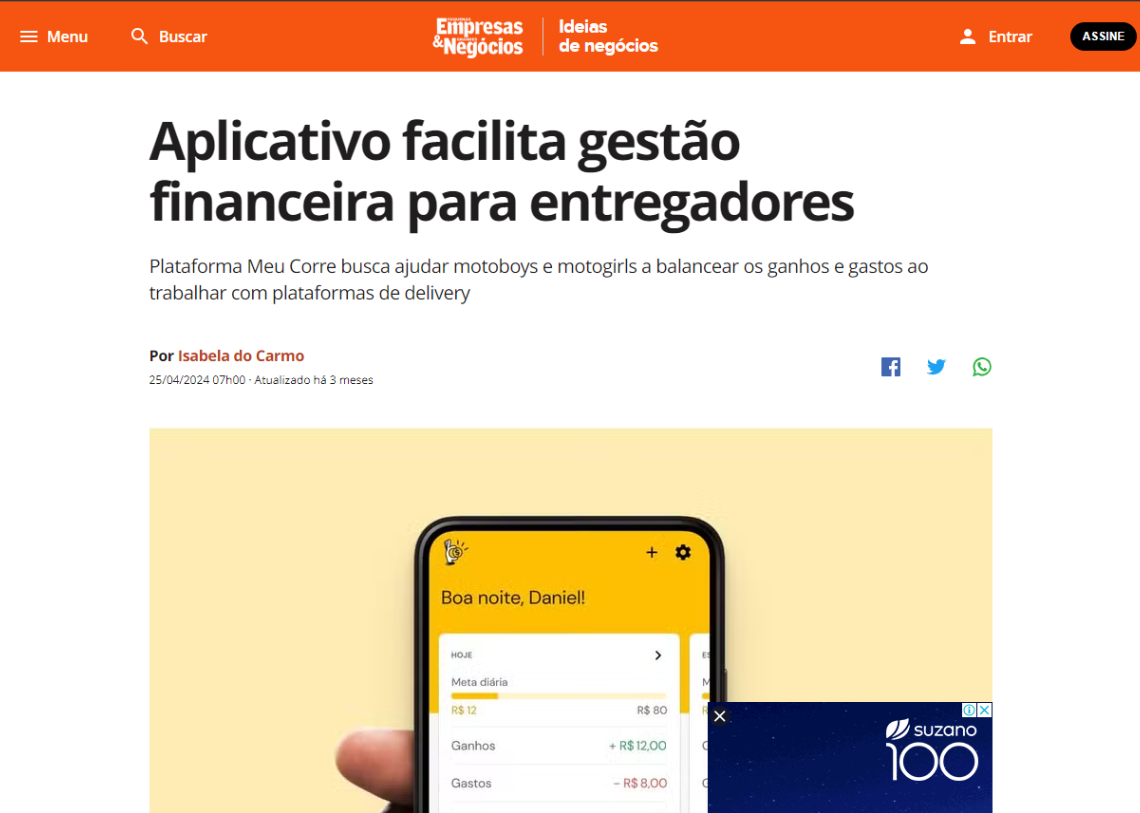 Menu
Buscar
Empresas
&Negócios
Ideias
de negócios
Entrar
ASSINE
Aplicativo facilita gestão
financeira para entregadores
Plataforma Meu Corre busca ajudar motoboys e motogirls a balancear os ganhos e gastos ao
trabalhar com plataformas de delivery
Por Isabela do Carmo
25/04/2024 07h00 · Atualizado há 3 meses
Boa noite, Daniel!
HOJE
Meta diária
R$ 12
R$ 80
Ganhos
+ R$ 12,00
Gastos
− R$ 8,00
suzano
100